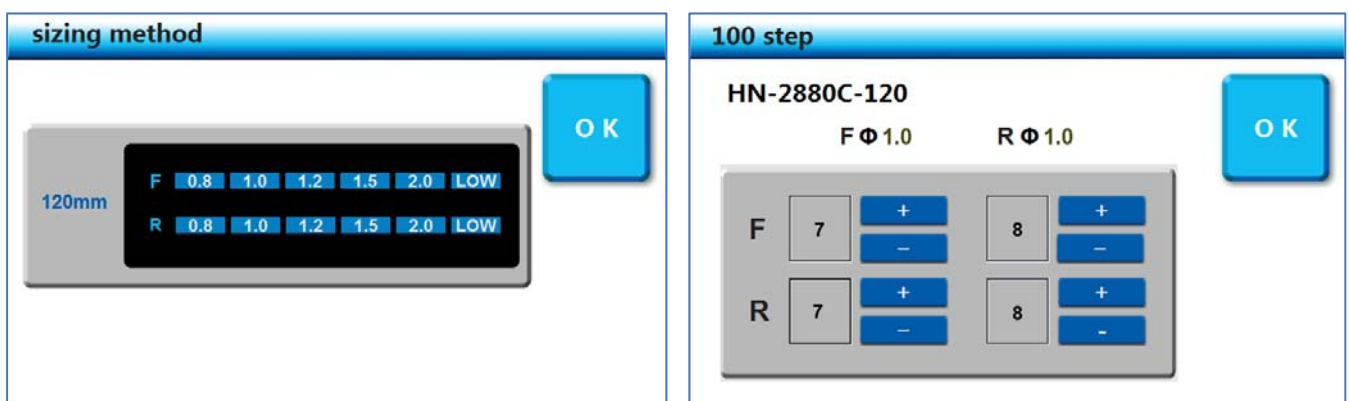 sizing method
OK
120mm
F 0.8 1.0 1.2 1.5 2.0 LOW
R 0.8 1.0 1.2 1.5 2.0 LOW
100 step
HN-2880C-120
F Φ 1.0 R Φ 1.0
OK
F 7 + − 8 + −
R 7 + − 8 + -